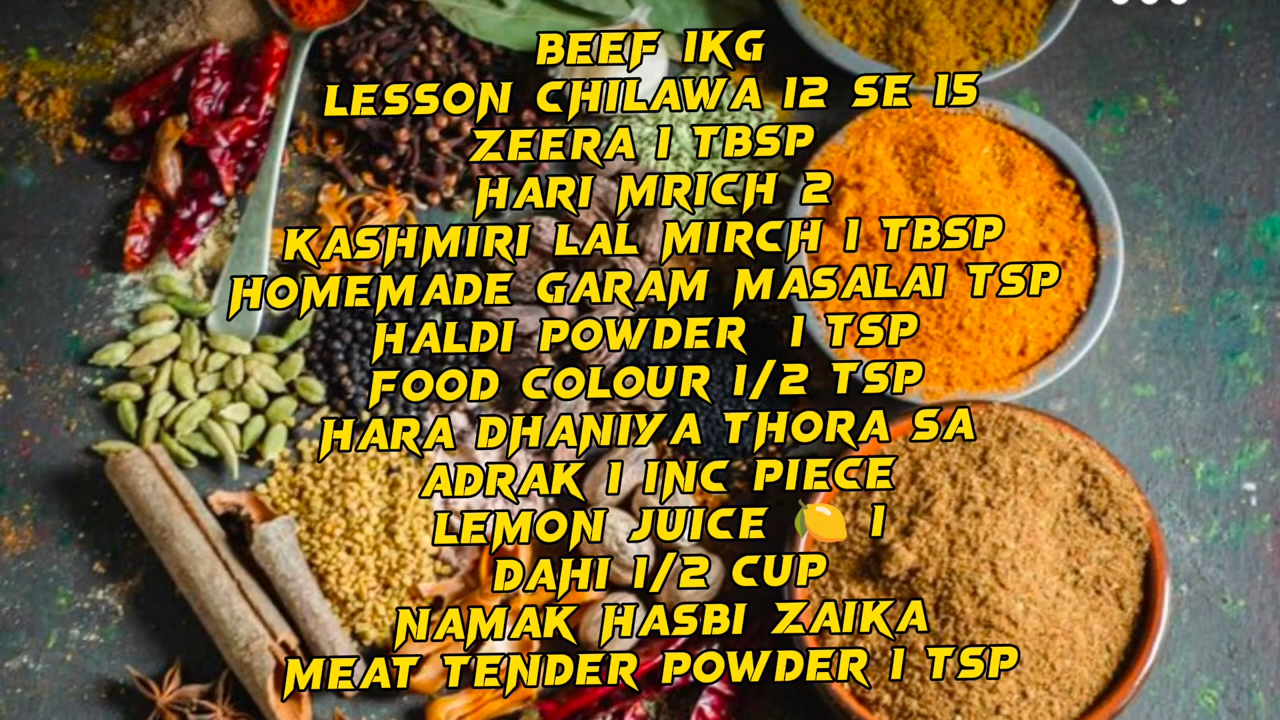 BEEF 1KG
LESSON CHILAWA 12 SE 15
ZEERA 1 TBSP
HARI MRICH 2
KASHMIRI LAL MIRCH 1 TBSP
HOMEMADE GARAM MASALA1 TSP
HALDI POWDER 1 TSP
FOOD COLOUR 1/2 TSP
HARA DHANIYA THORA SA
ADRAK 1 INC PIECE
LEMON JUICE 🍋 1
DAHI 1/2 CUP
NAMAK HASBI ZAIKA
MEAT TENDER POWDER 1 TSP